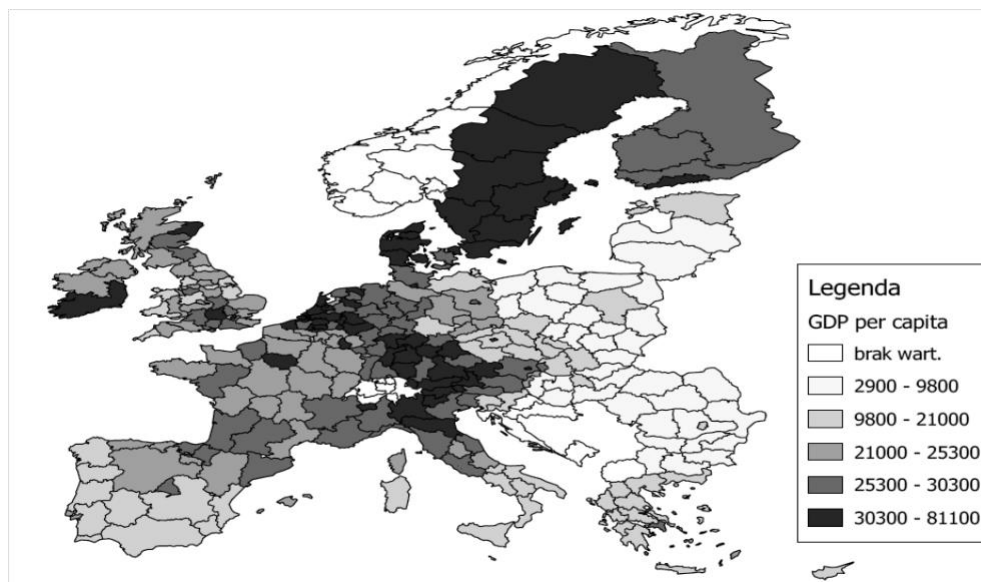 Legenda
GDP per capita
brak wart.
2900 - 9800
9800 - 21000
21000 - 25300
25300 - 30300
30300 - 81100